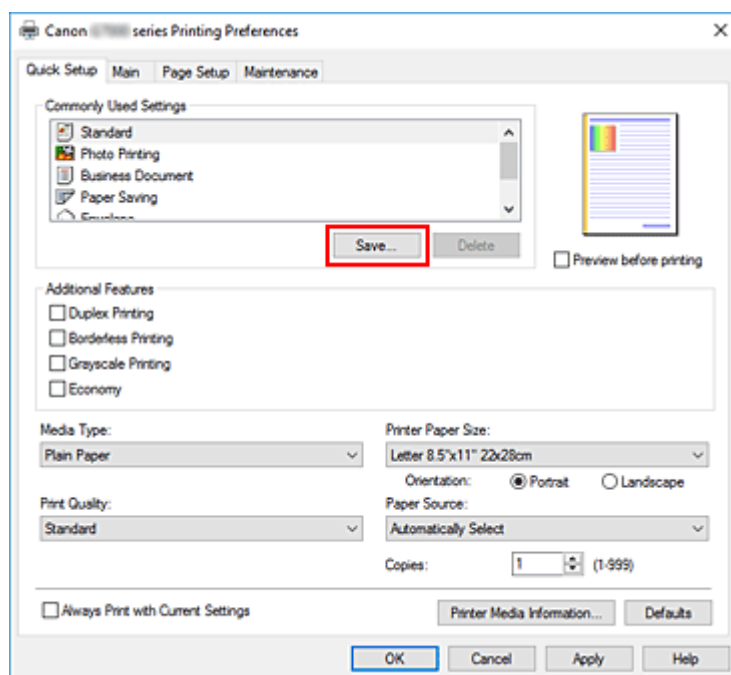 Canon series Printing Preferences
Quick Setup Main Page Setup Maintenance
Commonly Used Settings
Standard
Photo Printing
Business Document
Paper Saving
Envelope
Save... Delete
Preview before printing
Additional Features
Duplex Printing
Borderless Printing
Grayscale Printing
Economy
Media Type: Printer Paper Size:
Plain Paper Letter 8.5"x11" 22x28cm
Orientation: Portrait Landscape
Print Quality: Paper Source:
Standard Automatically Select
Copies: 1 (1-999)
Always Print with Current Settings Printer Media Information... Defaults
OK Cancel Apply Help